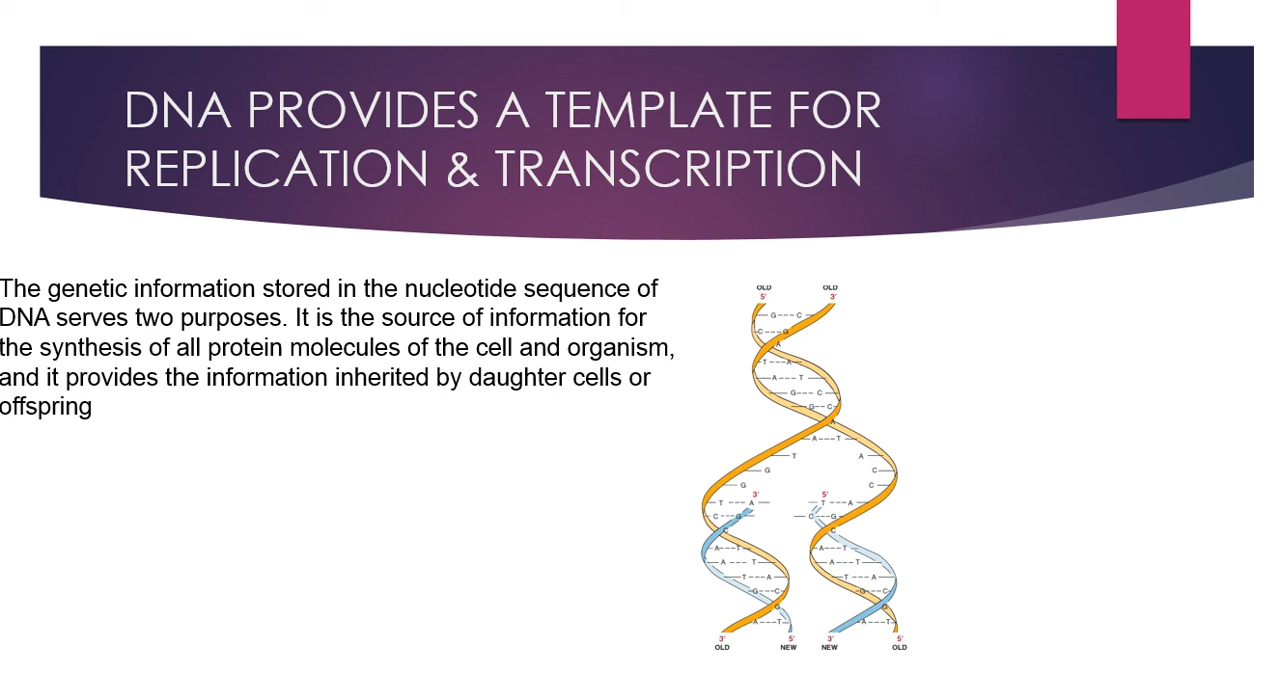 DNA PROVIDES A TEMPLATE FOR
REPLICATION & TRANSCRIPTION
The genetic information stored in the nucleotide sequence of
DNA serves two purposes. It is the source of information for
the synthesis of all protein molecules of the cell and organism,
and it provides the information inherited by daughter cells or
offspring
OLD OLD
5' 3'
G C
C G
A
T A
A T
G C
G C
A
A T
T A
G C
G C
3' 5'
T A T A
C G C G
C C
A T A T
A T A T
T A T A
G C G C
G G
A T A T
3' 5' 3' 5'
OLD NEW NEW OLD